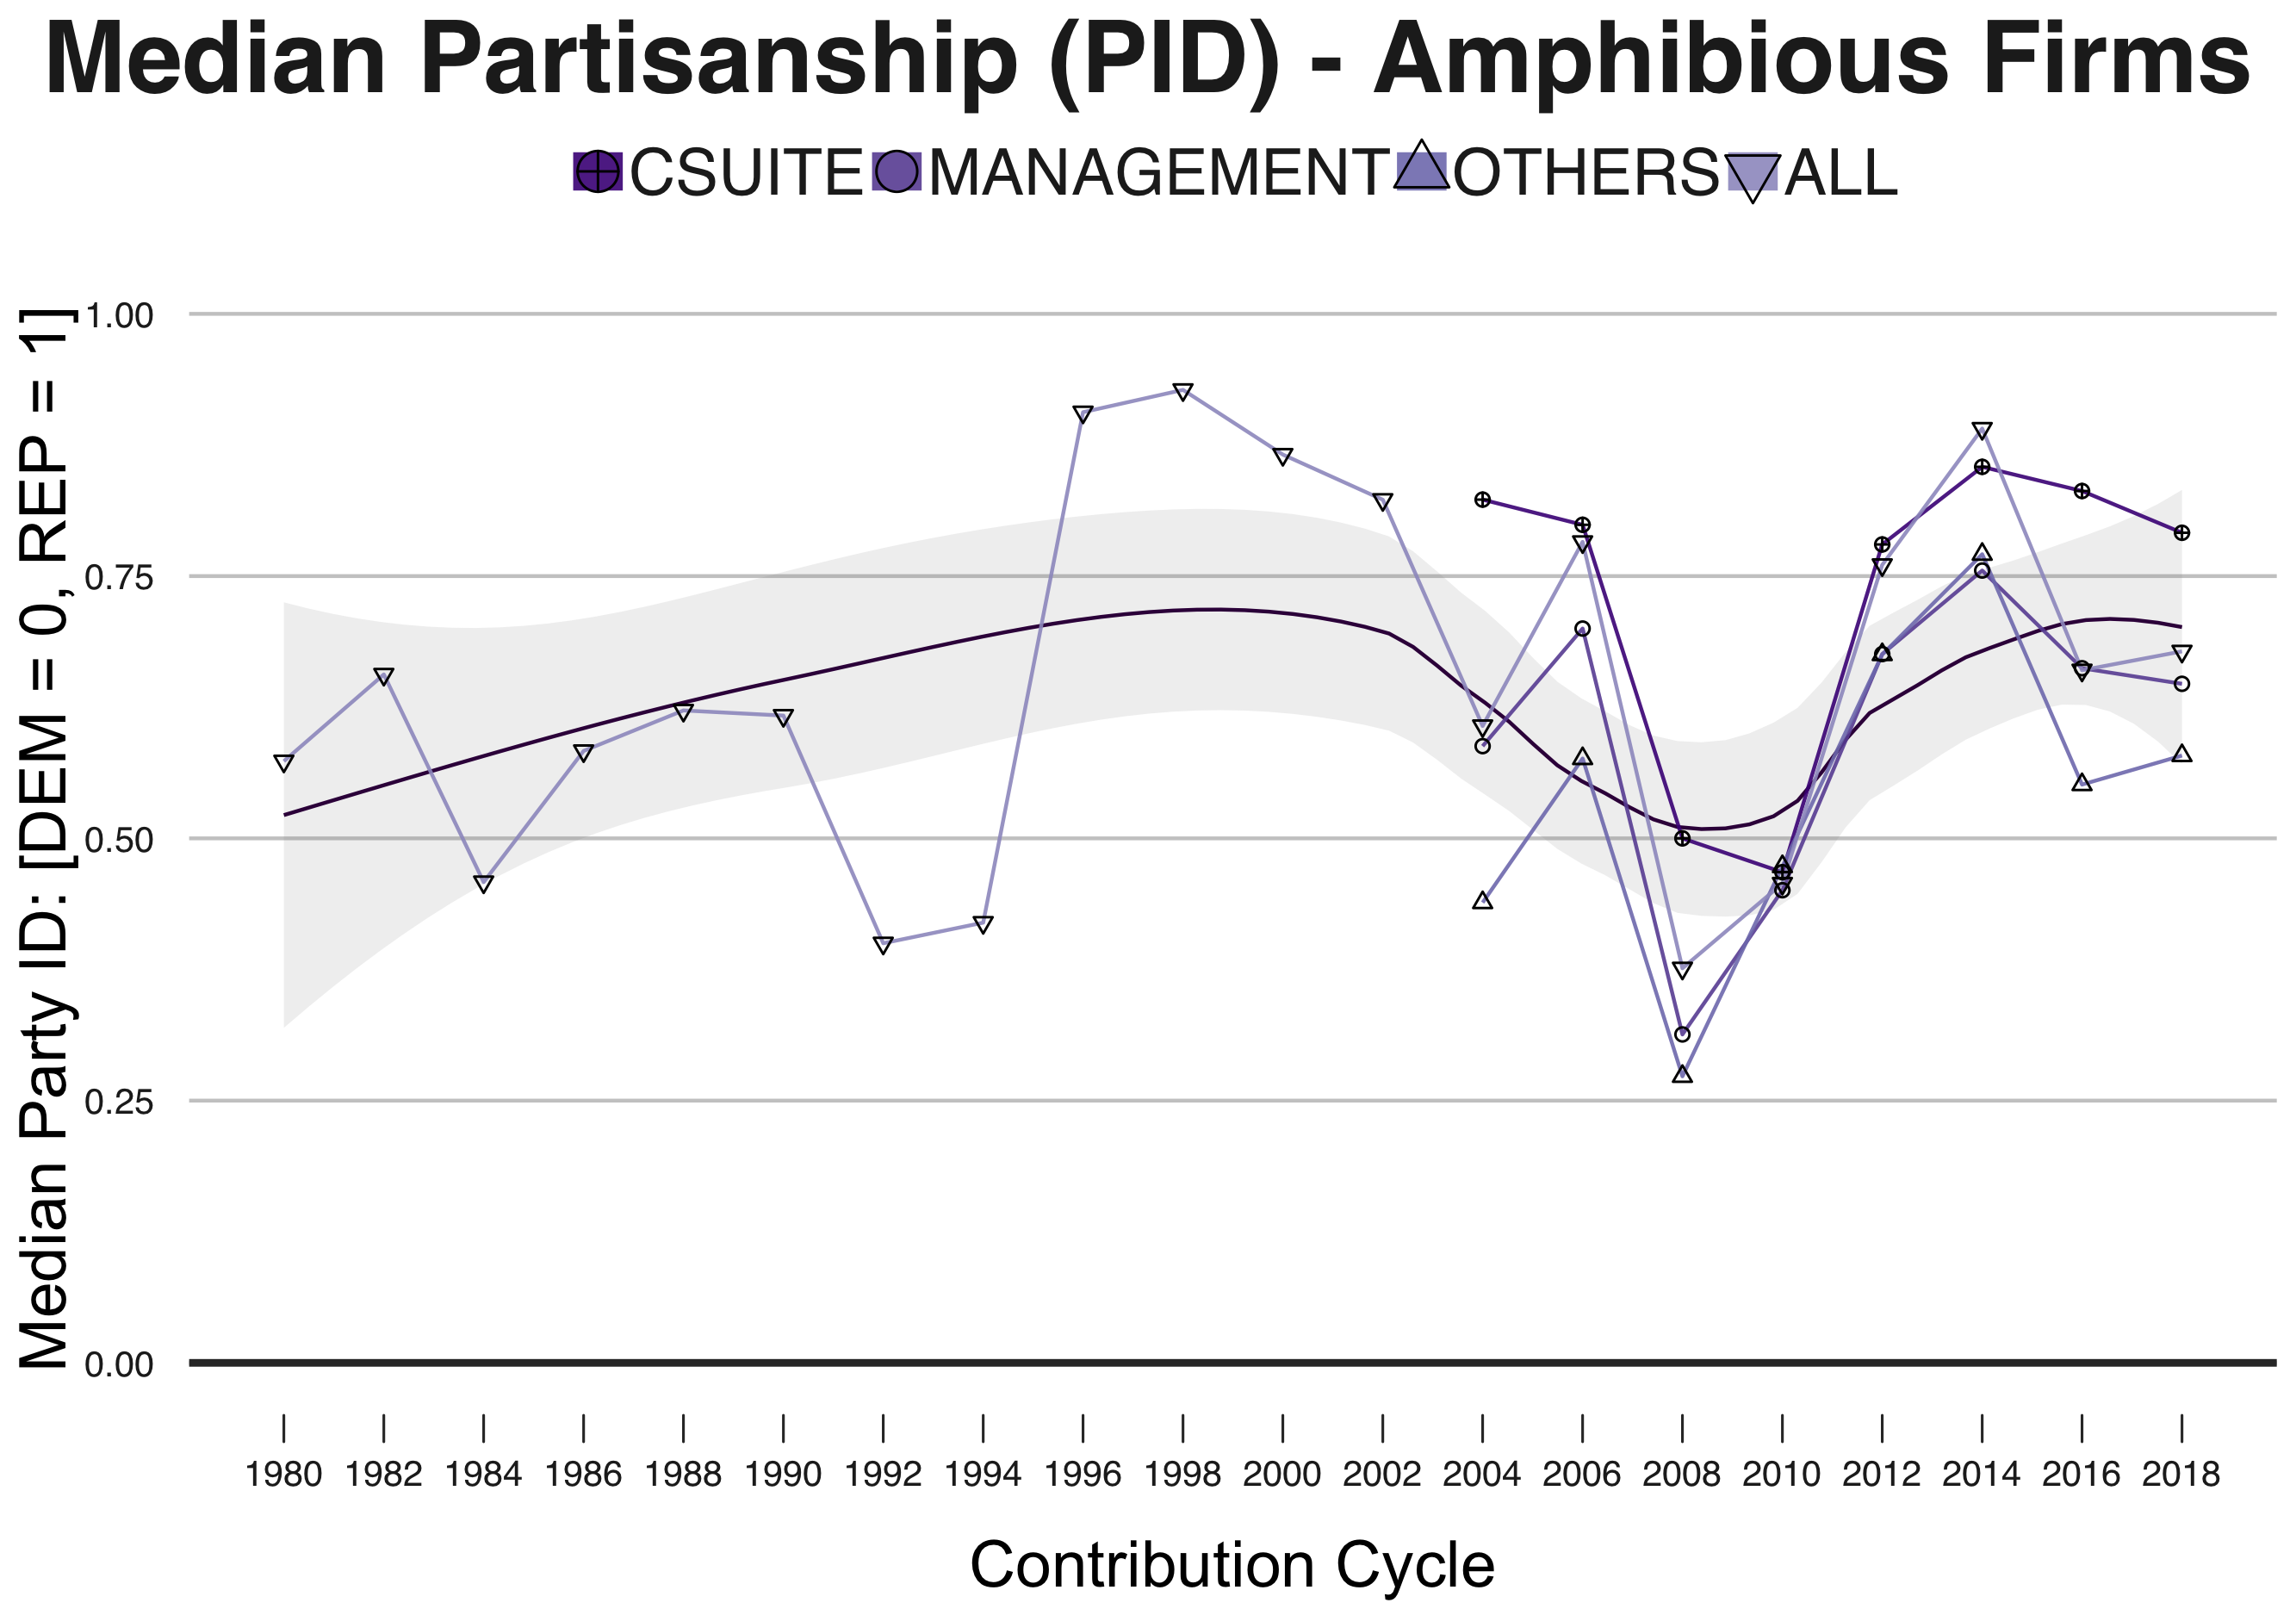 Median Partisanship (PID) - Amphibious Firms
CSUITE MANAGEMENT OTHERS ALL
Median Party ID: [DEM = 0, REP = 1]
1.00
0.75
0.50
0.25
0.00
1980 1982 1984 1986 1988 1990 1992 1994 1996 1998 2000 2002 2004 2006 2008 2010 2012 2014 2016 2018
Contribution Cycle